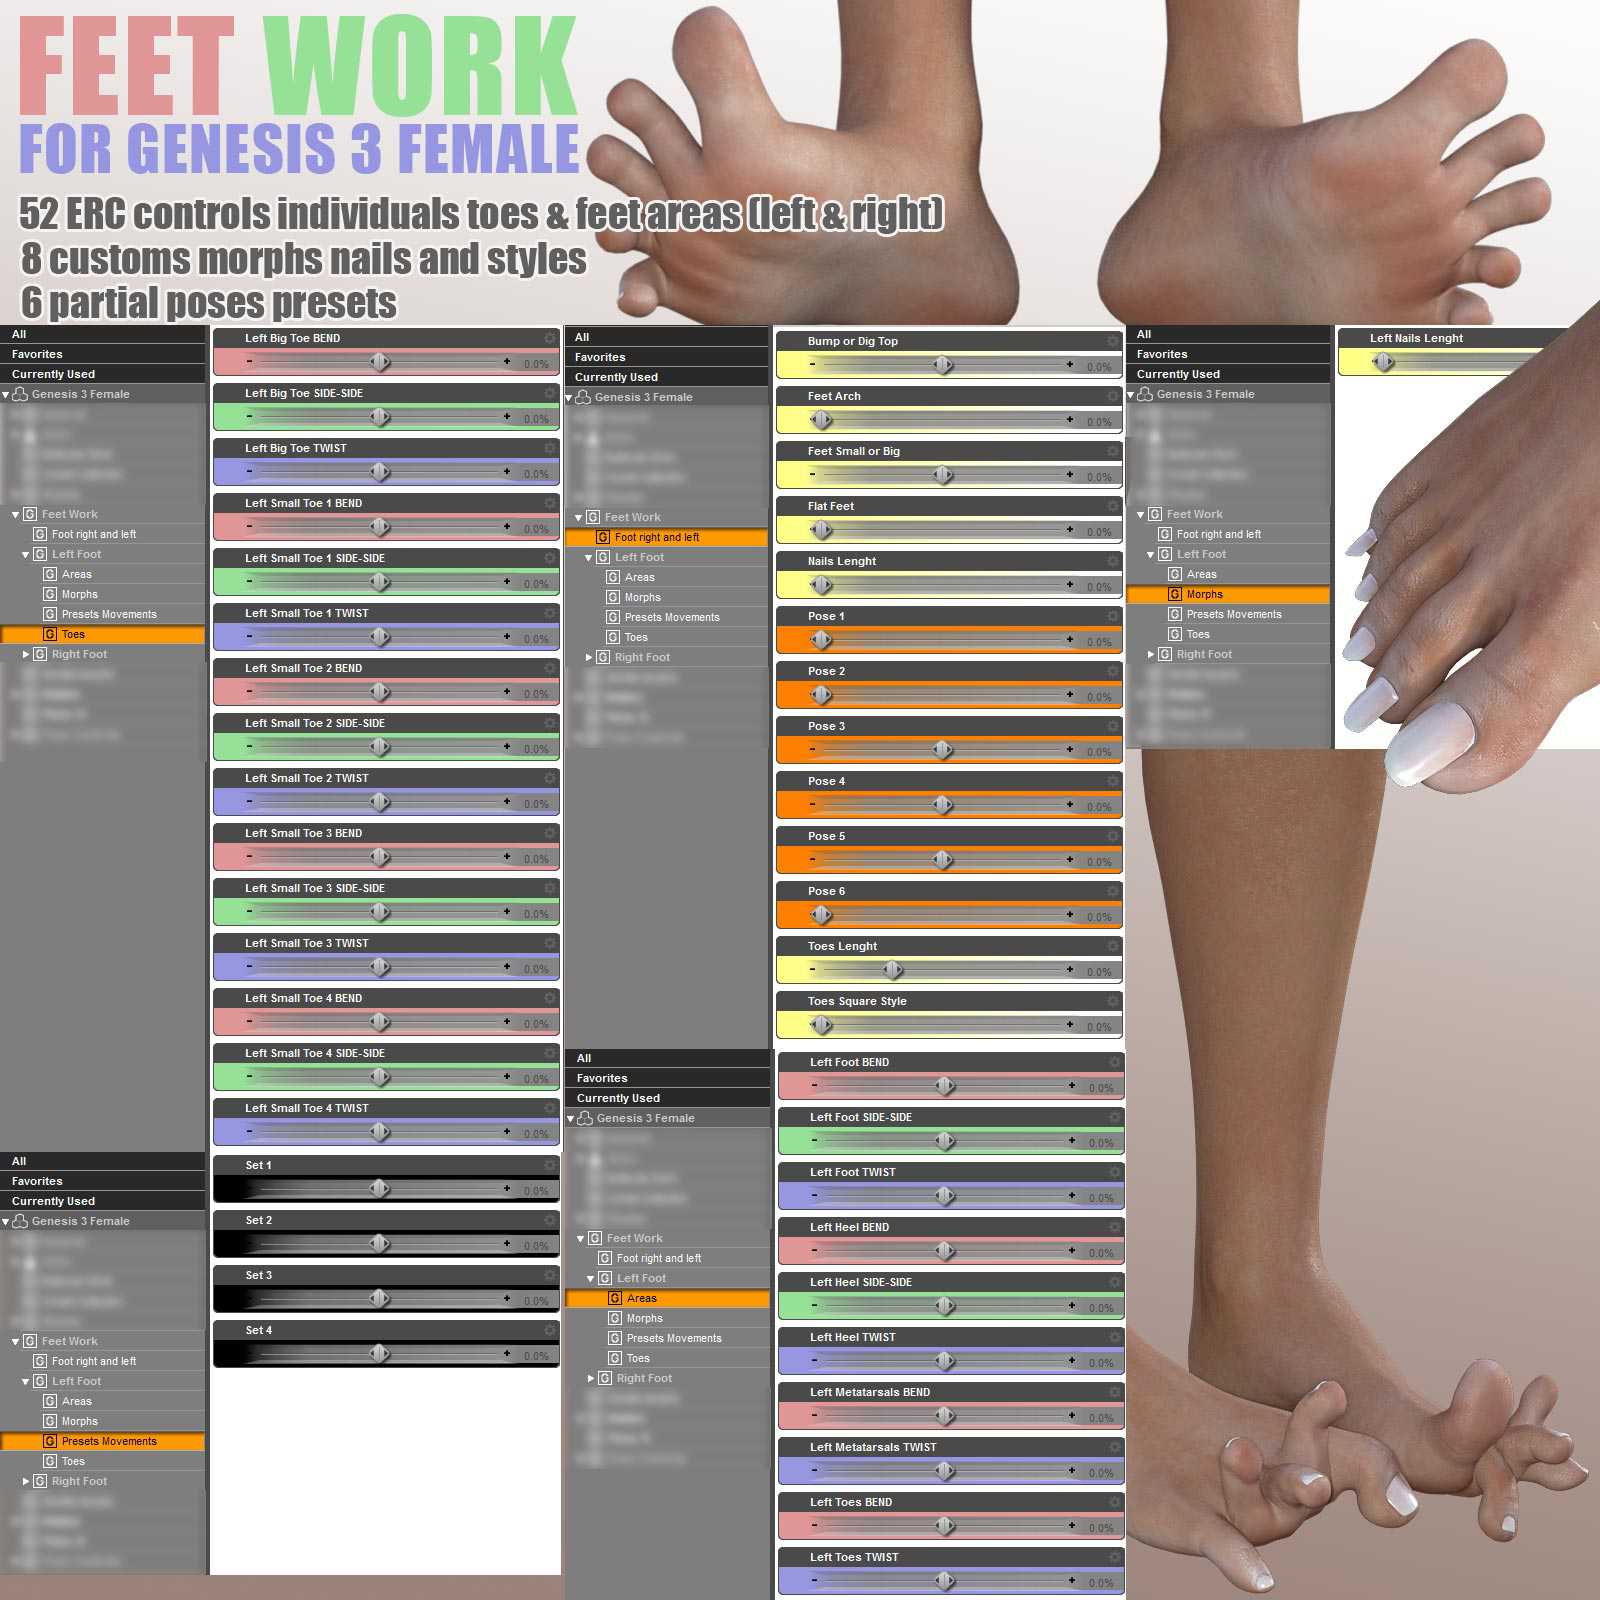 FEET WORK
FOR GENESIS 3 FEMALE
52 ERC controls individuals toes & feet areas (left & right)
8 customs morphs nails and styles
6 partial poses presets
All
Favorites
Currently Used
Genesis 3 Female
Feet Work
Foot right and left
Left Foot
Areas
Morphs
Presets Movements
Toes
Right Foot
Left Big Toe BEND
- + 0.0%
Left Big Toe SIDE-SIDE
- + 0.0%
Left Big Toe TWIST
- + 0.0%
Left Small Toe 1 BEND
- + 0.0%
Left Small Toe 1 SIDE-SIDE
- + 0.0%
Left Small Toe 1 TWIST
- + 0.0%
Left Small Toe 2 BEND
- + 0.0%
Left Small Toe 2 SIDE-SIDE
- + 0.0%
Left Small Toe 2 TWIST
- + 0.0%
Left Small Toe 3 BEND
- + 0.0%
Left Small Toe 3 SIDE-SIDE
- + 0.0%
Left Small Toe 3 TWIST
- + 0.0%
Left Small Toe 4 BEND
- + 0.0%
Left Small Toe 4 SIDE-SIDE
- + 0.0%
Left Small Toe 4 TWIST
- + 0.0%
All
Favorites
Currently Used
Genesis 3 Female
Feet Work
Foot right and left
Left Foot
Areas
Morphs
Presets Movements
Toes
Right Foot
Set 1
- + 0.0%
Set 2
- + 0.0%
Set 3
- + 0.0%
Set 4
- + 0.0%
All
Favorites
Currently Used
Genesis 3 Female
Feet Work
Foot right and left
Left Foot
Areas
Morphs
Presets Movements
Toes
Right Foot
Bump or Dig Top
- + 0.0%
Feet Arch
- + 0.0%
Feet Small or Big
- + 0.0%
Flat Feet
- + 0.0%
Nails Lenght
- + 0.0%
Pose 1
- + 0.0%
Pose 2
- + 0.0%
Pose 3
- + 0.0%
Pose 4
- + 0.0%
Pose 5
- + 0.0%
Pose 6
- + 0.0%
Toes Lenght
- + 0.0%
Toes Square Style
- + 0.0%
All
Favorites
Currently Used
Genesis 3 Female
Feet Work
Foot right and left
Left Foot
Areas
Morphs
Presets Movements
Toes
Right Foot
Left Foot BEND
- + 0.0%
Left Foot SIDE-SIDE
- + 0.0%
Left Foot TWIST
- + 0.0%
Left Heel BEND
- + 0.0%
Left Heel SIDE-SIDE
- + 0.0%
Left Heel TWIST
- + 0.0%
Left Metatarsals BEND
- + 0.0%
Left Metatarsals TWIST
- + 0.0%
Left Toes BEND
- + 0.0%
Left Toes TWIST
- + 0.0%
All
Favorites
Currently Used
Genesis 3 Female
Feet Work
Foot right and left
Left Foot
Areas
Morphs
Presets Movements
Toes
Right Foot
Left Nails Lenght
-